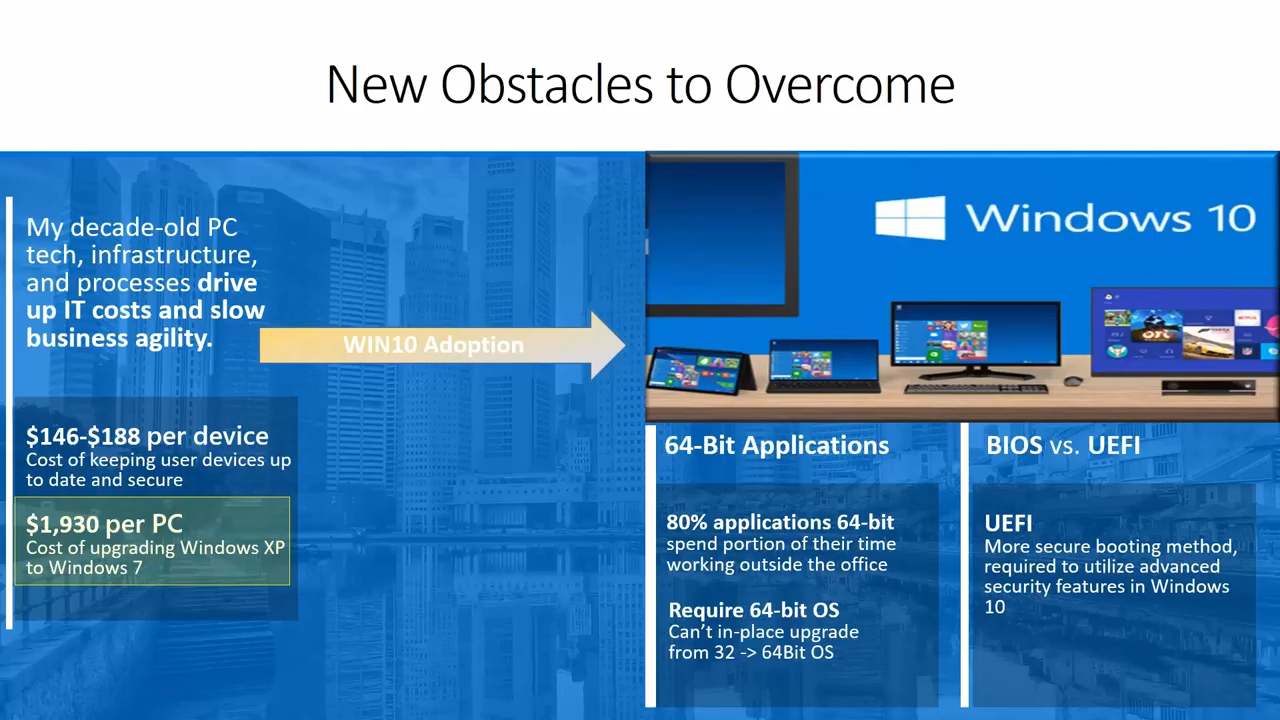 New Obstacles to Overcome
My decade-old PC
tech, infrastructure,
and processes drive
up IT costs and slow
business agility.
WIN10 Adoption
$146-$188 per device
Cost of keeping user devices up
to date and secure
$1,930 per PC
Cost of upgrading Windows XP
to Windows 7
Windows 10
64-Bit Applications
80% applications 64-bit
spend portion of their time
working outside the office
Require 64-bit OS
Can't in-place upgrade
from 32 -> 64Bit OS
BIOS vs. UEFI
UEFI
More secure booting method,
required to utilize advanced
security features in Windows
10